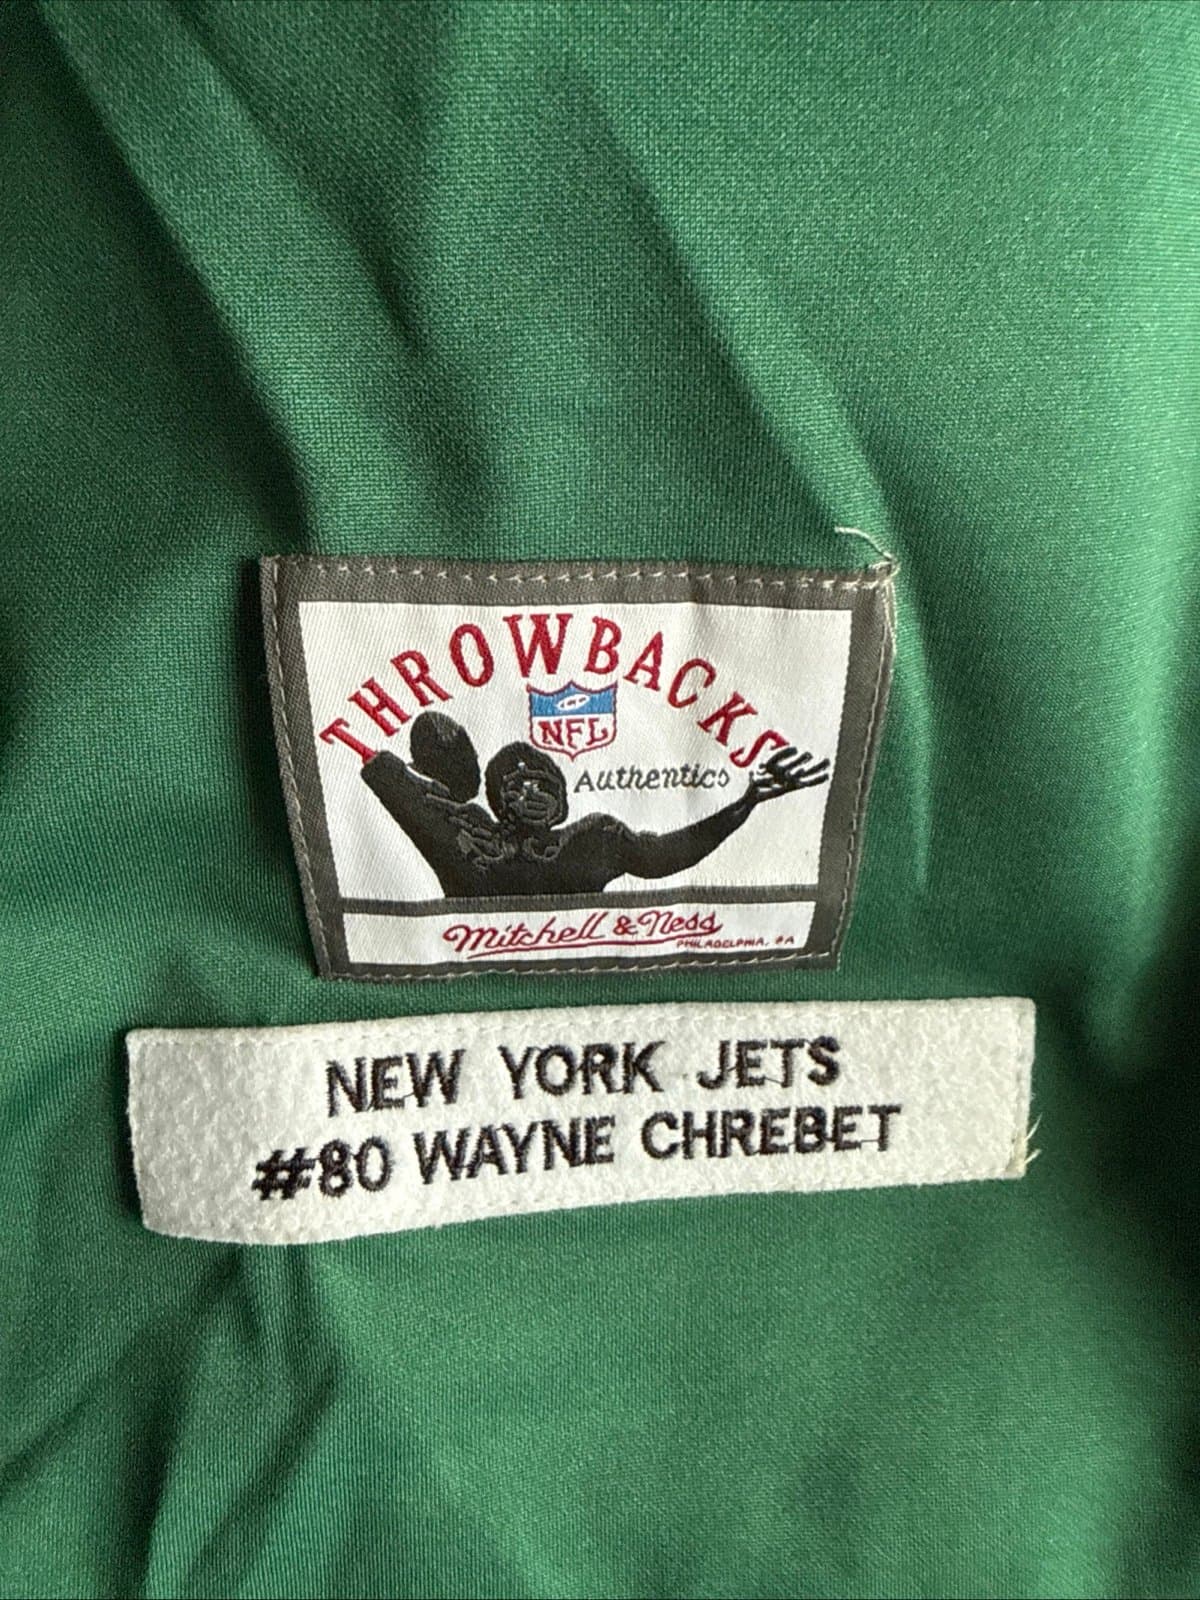 THROWBACKS
NFL
Authentics
Mitchell & Ness
PHILADELPHIA, PA
NEW YORK JETS
#80 WAYNE CHREBET